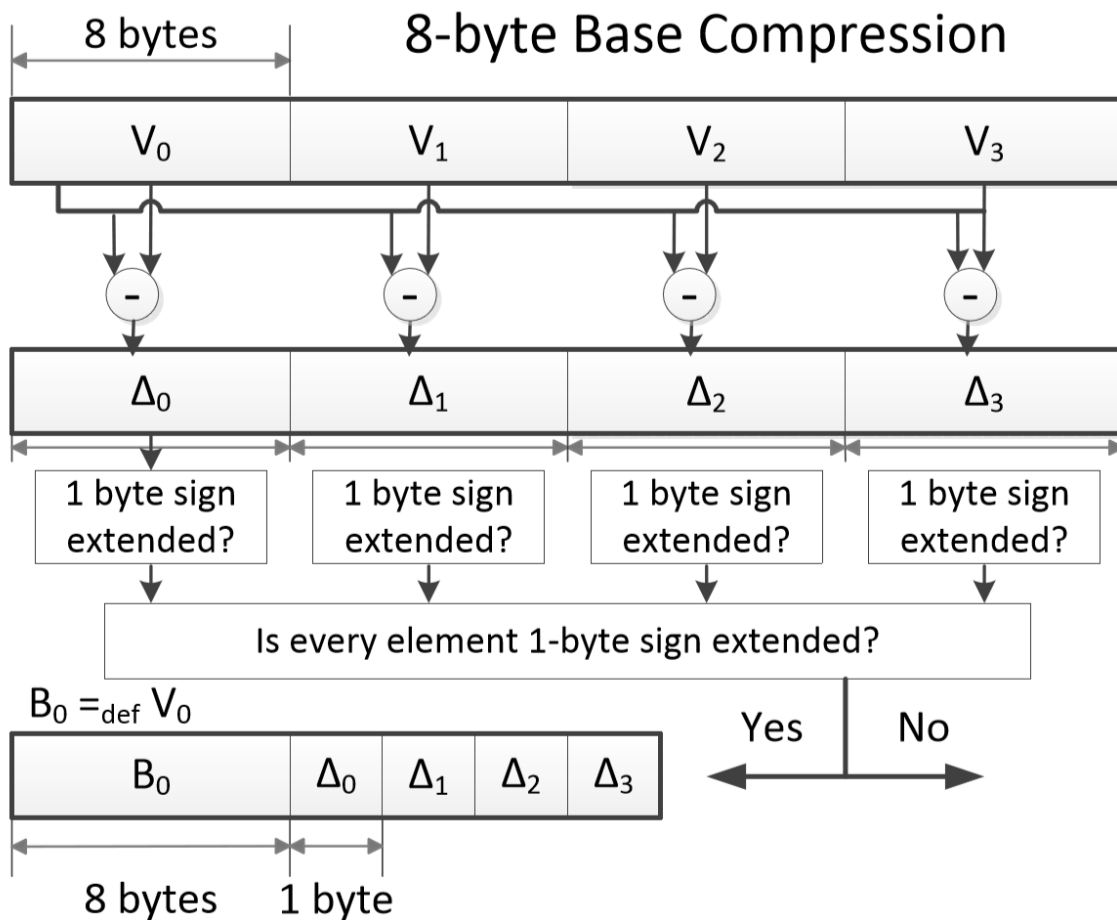 8 bytes
8-byte Base Compression
V₀ V₁ V₂ V₃
- - - -
Δ₀ Δ₁ Δ₂ Δ₃
1 byte sign extended?
1 byte sign extended?
1 byte sign extended?
1 byte sign extended?
Is every element 1-byte sign extended?
B₀ =def V₀
Yes No
B₀ Δ₀ Δ₁ Δ₂ Δ₃
8 bytes 1 byte